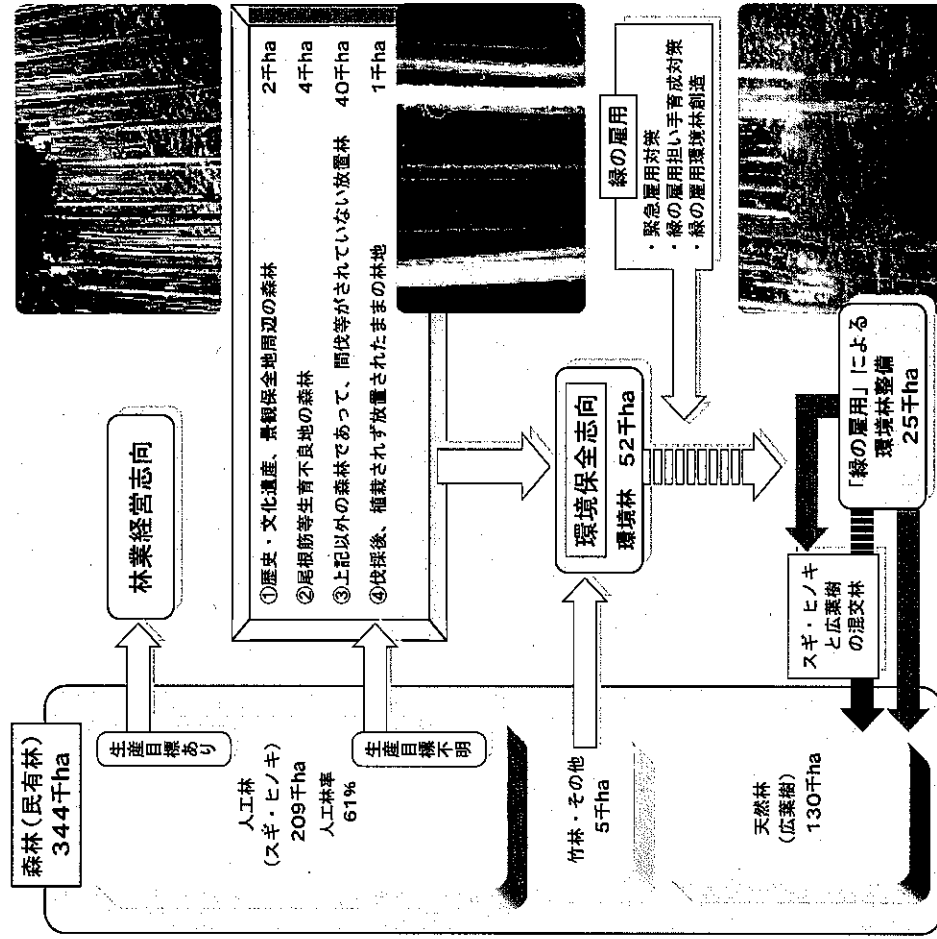 森林(民有林)
344千ha
生産目標あり
人工林
(スギ・ヒノキ)
209千ha
人工林率
61%
生産目標不明
竹林・その他
5千ha
天然林
(広葉樹)
130千ha
林業経営志向
①歴史・文化遺産、景観保全地周辺の森林 2千ha
②尾根筋等生育不良地の森林 4千ha
③上記以外の森林であって、間伐等がされていない放置林 40千ha
④伐採後、植栽されず放置されたままの林地 1千ha
環境保全志向
環境林 52千ha
緑の雇用
・緊急雇用対策
・緑の雇用担い手育成対策
・緑の雇用環境林創造
スギ・ヒノキ
と広葉樹
の混交林
「緑の雇用」による
環境林整備
25千ha